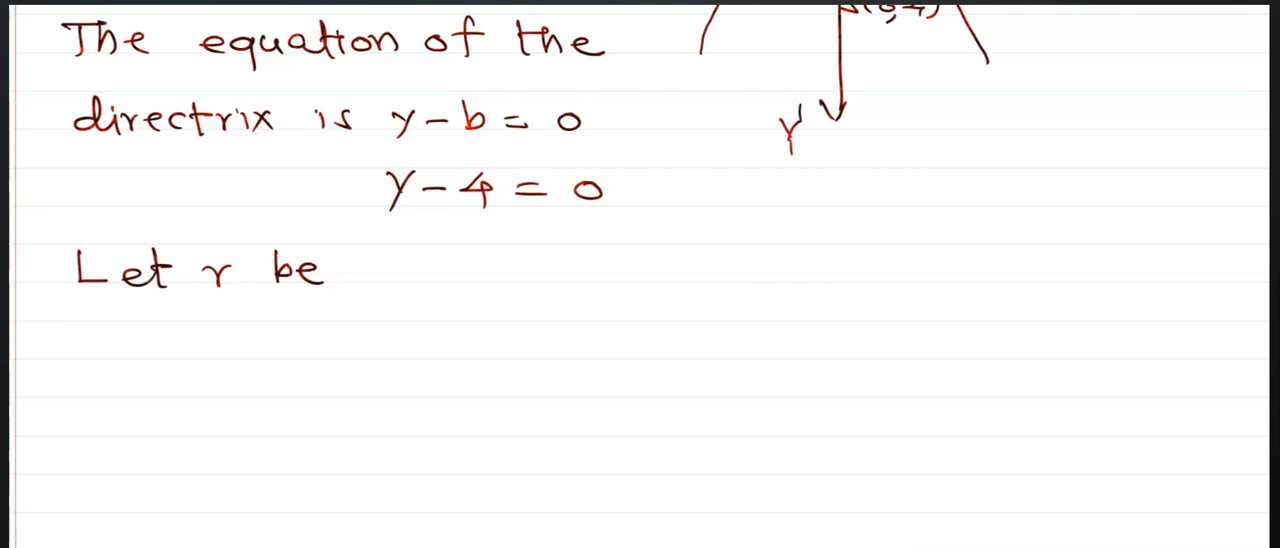 The equation of the
directrix is y - b = 0
y - 4 = 0
Let r be
Y'